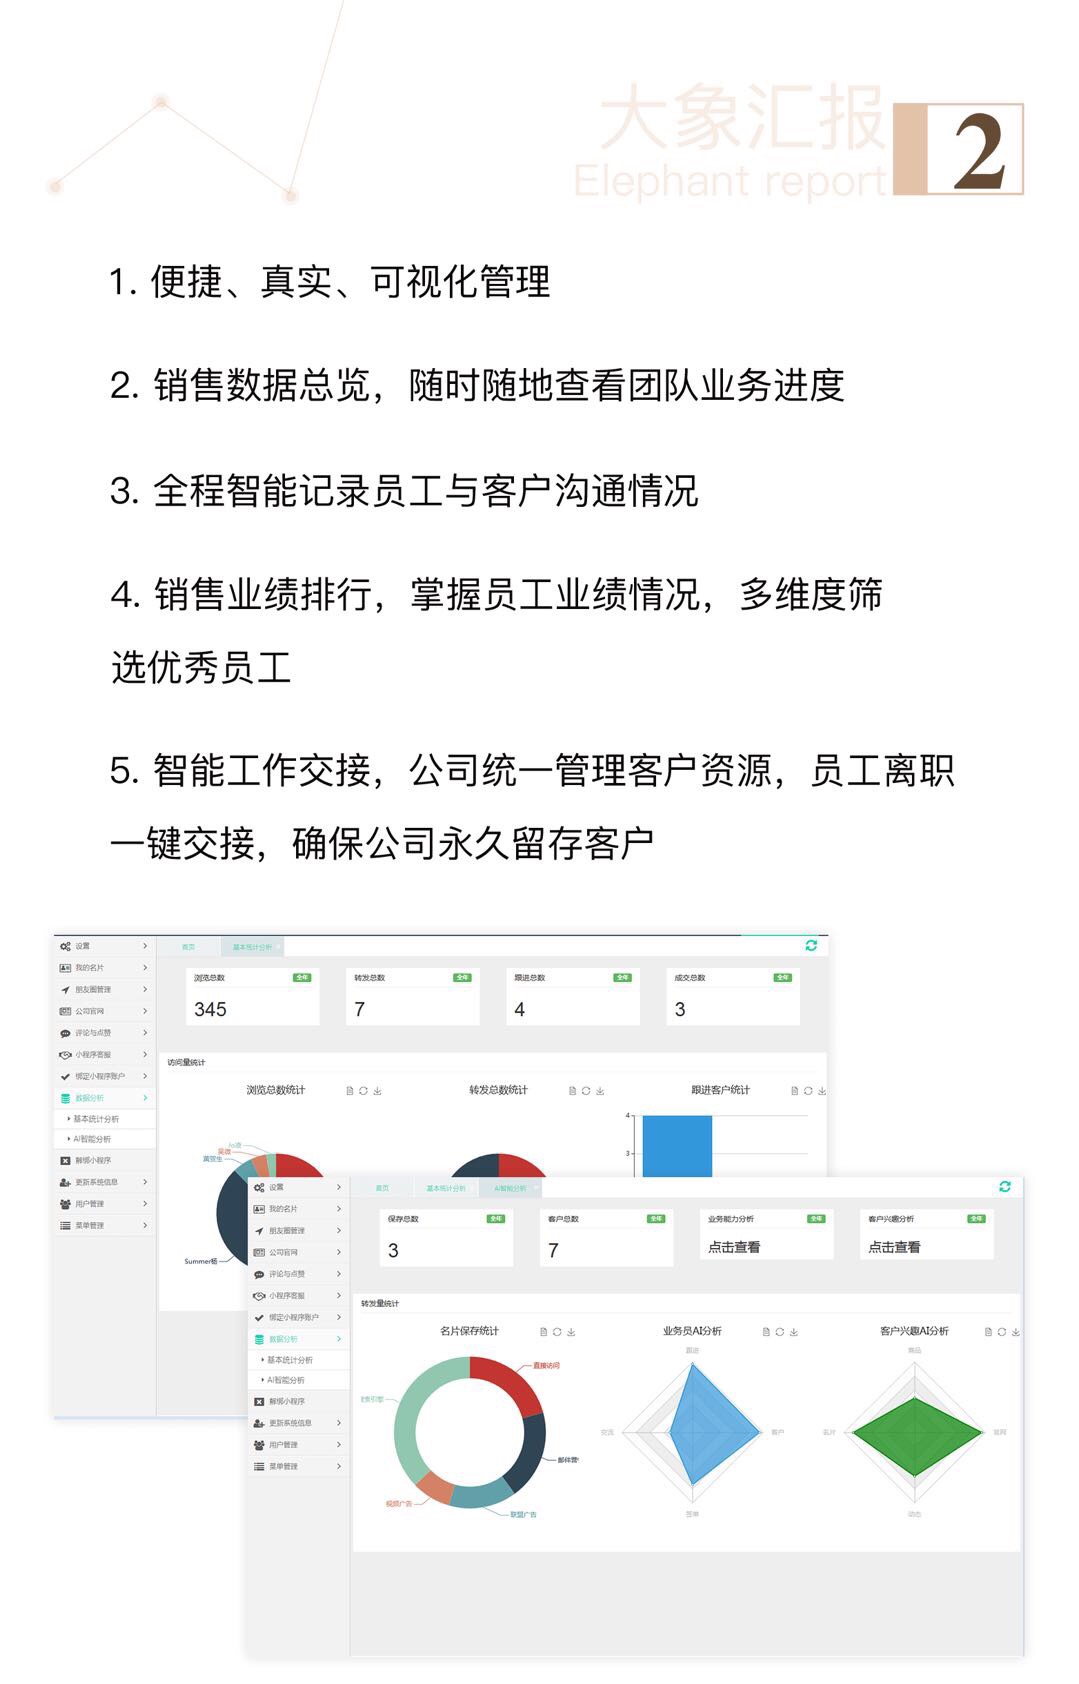 大象汇报
Elephant report
2
1. 便捷、真实、可视化管理
2. 销售数据总览，随时随地查看团队业务进度
3. 全程智能记录员工与客户沟通情况
4. 销售业绩排行，掌握员工业绩情况，多维度筛
选优秀员工
5. 智能工作交接，公司统一管理客户资源，员工离职
一键交接，确保公司永久留存客户
设置
我的名片
朋友圈管理
公司官网
评论与点赞
小程序客服
绑定小程序账户
数据分析
基本统计分析
AI智能分析
解绑小程序
更新系统信息
用户管理
菜单管理
首页
基本统计分析
浏览总数 全年
345
转发总数 全年
7
跟进总数 全年
4
成交总数 全年
3
访问量统计
浏览总数统计
转发总数统计
跟进客户统计
4
3
Summer杨
设置
我的名片
朋友圈管理
公司官网
评论与点赞
小程序客服
绑定小程序账户
数据分析
基本统计分析
AI智能分析
解绑小程序
更新系统信息
用户管理
菜单管理
首页
基本统计分析
AI智能分析
保存总数 全年
3
客户总数 全年
7
业务能力分析 全年
点击查看
客户兴趣分析 全年
点击查看
转发量统计
名片保存统计
直接访问
邮件营
联盟广告
视频广告
索引擎
业务员AI分析
跟进
交流
客户
签单
客户兴趣AI分析
商品
名片
官网
动态